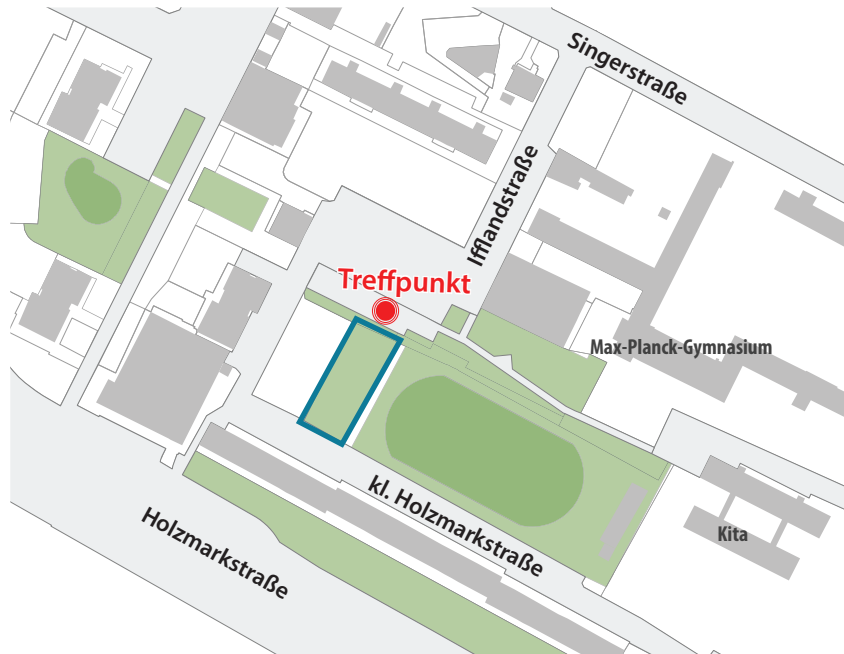 Singerstraße
Ifflandstraße
Treffpunkt
Max-Planck-Gymnasium
kl. Holzmarkstraße
Holzmarkstraße
Kita